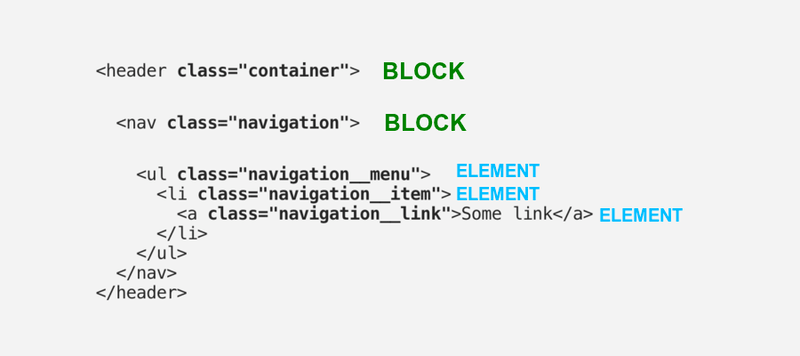 <header class="container"> BLOCK
<nav class="navigation"> BLOCK
<ul class="navigation__menu"> ELEMENT
<li class="navigation__item"> ELEMENT
<a class="navigation__link">Some link</a> ELEMENT
</li>
</ul>
</nav>
</header>